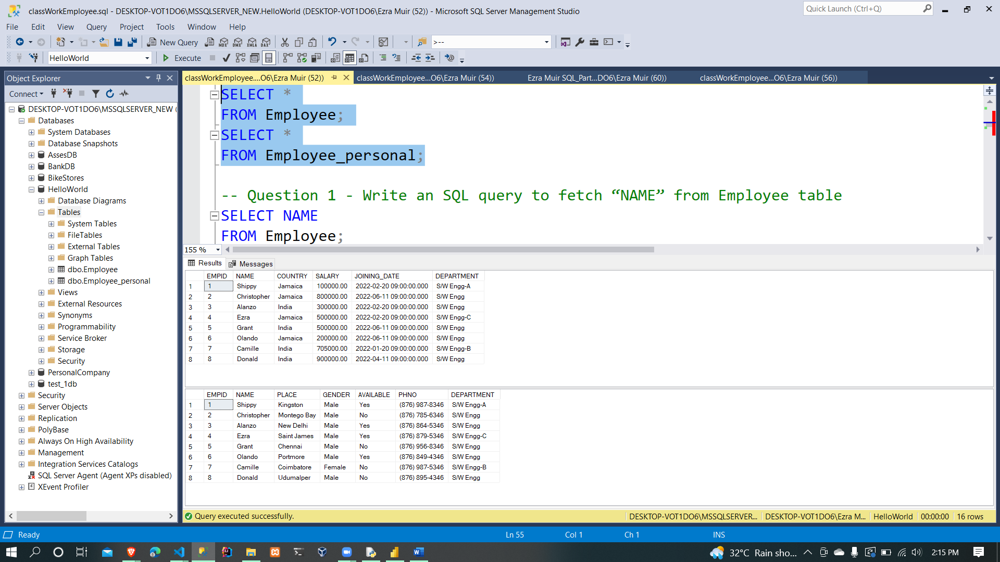 classWorkEmployee.sql - DESKTOP-VOT1DO6\MSSQLSERVER_NEW.HelloWorld (DESKTOP-VOT1DO6\Ezra Muir (52)) - Microsoft SQL Server Management Studio
Quick Launch (Ctrl+Q)
File Edit View Query Project Tools Window Help
New Query MDX DMX XMLA DAX >--
HelloWorld Execute
Object Explorer
Connect
DESKTOP-VOT1DO6\MSSQLSERVER_NEW (
Databases
System Databases
Database Snapshots
AssesDB
BankDB
BikeStores
HelloWorld
Database Diagrams
Tables
System Tables
FileTables
External Tables
Graph Tables
dbo.Employee
dbo.Employee_personal
Views
External Resources
Synonyms
Programmability
Service Broker
Storage
Security
PersonalCompany
test_1db
Security
Server Objects
Replication
PolyBase
Always On High Availability
Management
Integration Services Catalogs
SQL Server Agent (Agent XPs disabled)
XEvent Profiler
classWorkEmployee....O6\Ezra Muir (52)) classWorkEmployee...O6\Ezra Muir (54)) Ezra Muir SQL_Part...DO6\Ezra Muir (60)) classWorkEmployee...O6\Ezra Muir (56))
SELECT *
FROM Employee;
SELECT *
FROM Employee_personal;
-- Question 1 - Write an SQL query to fetch “NAME” from Employee table
SELECT NAME
FROM Employee;
155 %
Results Messages
EMPID NAME COUNTRY SALARY JOINING_DATE DEPARTMENT
1 1 Shippy Jamaica 100000.00 2022-02-20 09:00:00.000 S/W Engg-A
2 2 Christopher Jamaica 800000.00 2022-06-11 09:00:00.000 S/W Engg
3 3 Alanzo India 300000.00 2022-02-20 09:00:00.000 S/W Engg
4 4 Ezra Jamaica 500000.00 2022-02-20 09:00:00.000 S/W Engg-C
5 5 Grant India 500000.00 2022-06-11 09:00:00.000 S/W Engg
6 6 Olando Jamaica 200000.00 2022-06-11 09:00:00.000 S/W Engg
7 7 Camille India 705000.00 2022-01-20 09:00:00.000 S/W Engg-B
8 8 Donald India 900000.00 2022-04-11 09:00:00.000 S/W Engg
EMPID NAME PLACE GENDER AVAILABLE PHNO DEPARTMENT
1 1 Shippy Kingston Male Yes (876) 987-8346 S/W Engg-A
2 2 Christopher Montego Bay Male No (876) 785-6346 S/W Engg
3 3 Alanzo New Delhi Male Yes (876) 864-5346 S/W Engg
4 4 Ezra Saint James Male Yes (876) 879-5346 S/W Engg-C
5 5 Grant Chennai Male No (876) 956-8346 S/W Engg
6 6 Olando Portmore Male Yes (876) 849-4346 S/W Engg
7 7 Camille Coimbatore Female No (876) 987-5346 S/W Engg-B
8 8 Donald Udumalper Male No (876) 895-4346 S/W Engg
Query executed successfully. DESKTOP-VOT1DO6\MSSQLSERVER... DESKTOP-VOT1DO6\Ezra M... HelloWorld 00:00:00 16 rows
Ready Ln 55 Col 1 Ch 1 INS
32°C Rain sho... 2:15 PM